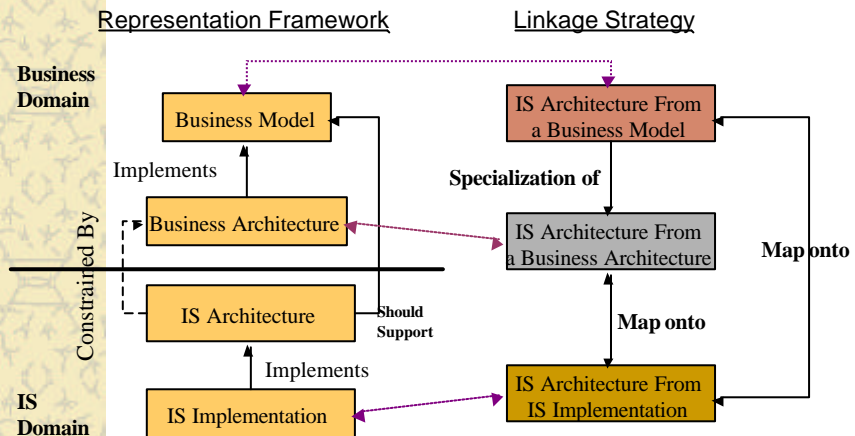 Representation Framework
Linkage Strategy
Business
Domain
Business Model
IS Architecture From
a Business Model
Implements
Specialization of
Business Architecture
IS Architecture From
a Business Architecture
Map onto
Constrained By
IS Architecture
Should
Support
Map onto
Implements
IS Architecture From
IS Implementation
IS
Domain
IS Implementation